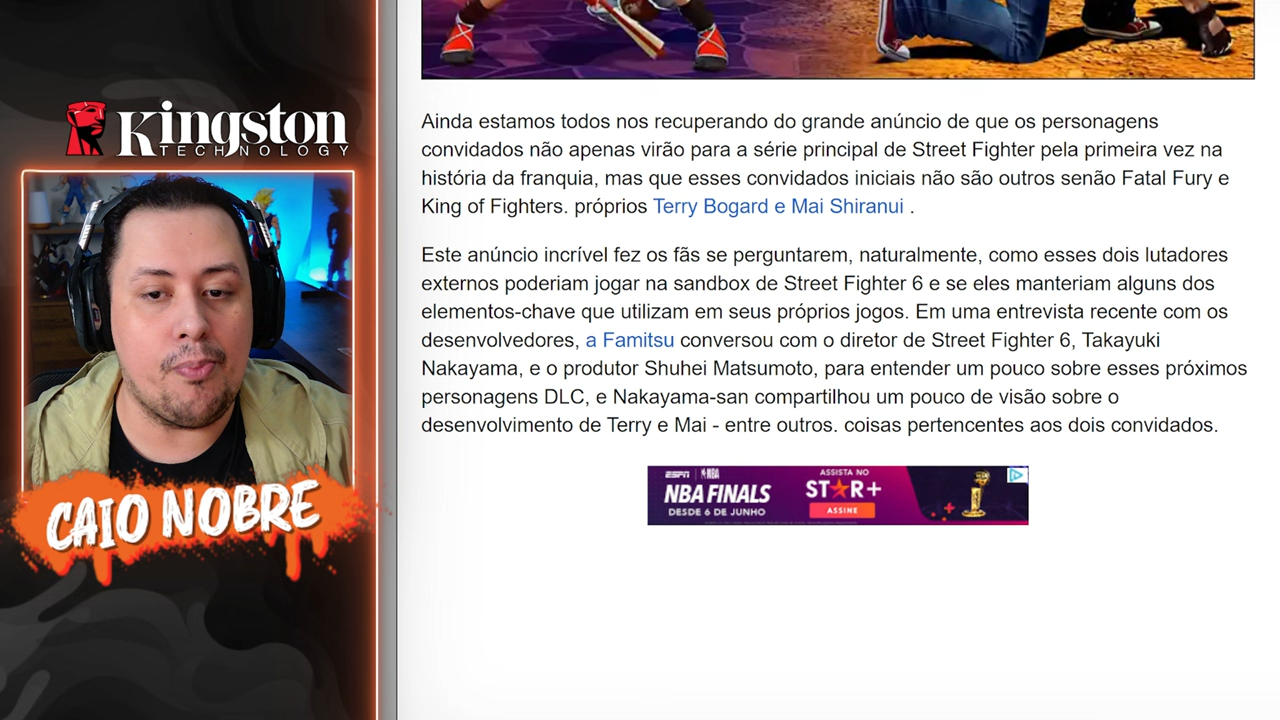 Kingston
TECHNOLOGY
CAIO NOBRE
Ainda estamos todos nos recuperando do grande anúncio de que os personagens
convidados não apenas virão para a série principal de Street Fighter pela primeira vez na
história da franquia, mas que esses convidados iniciais não são outros senão Fatal Fury e
King of Fighters. próprios Terry Bogard e Mai Shiranui .
Este anúncio incrível fez os fãs se perguntarem, naturalmente, como esses dois lutadores
externos poderiam jogar na sandbox de Street Fighter 6 e se eles manteriam alguns dos
elementos-chave que utilizam em seus próprios jogos. Em uma entrevista recente com os
desenvolvedores, a Famitsu conversou com o diretor de Street Fighter 6, Takayuki
Nakayama, e o produtor Shuhei Matsumoto, para entender um pouco sobre esses próximos
personagens DLC, e Nakayama-san compartilhou um pouco de visão sobre o
desenvolvimento de Terry e Mai - entre outros. coisas pertencentes aos dois convidados.
ESPN NBA
NBA FINALS
DESDE 6 DE JUNHO
ASSISTA NO
STAR+
ASSINE